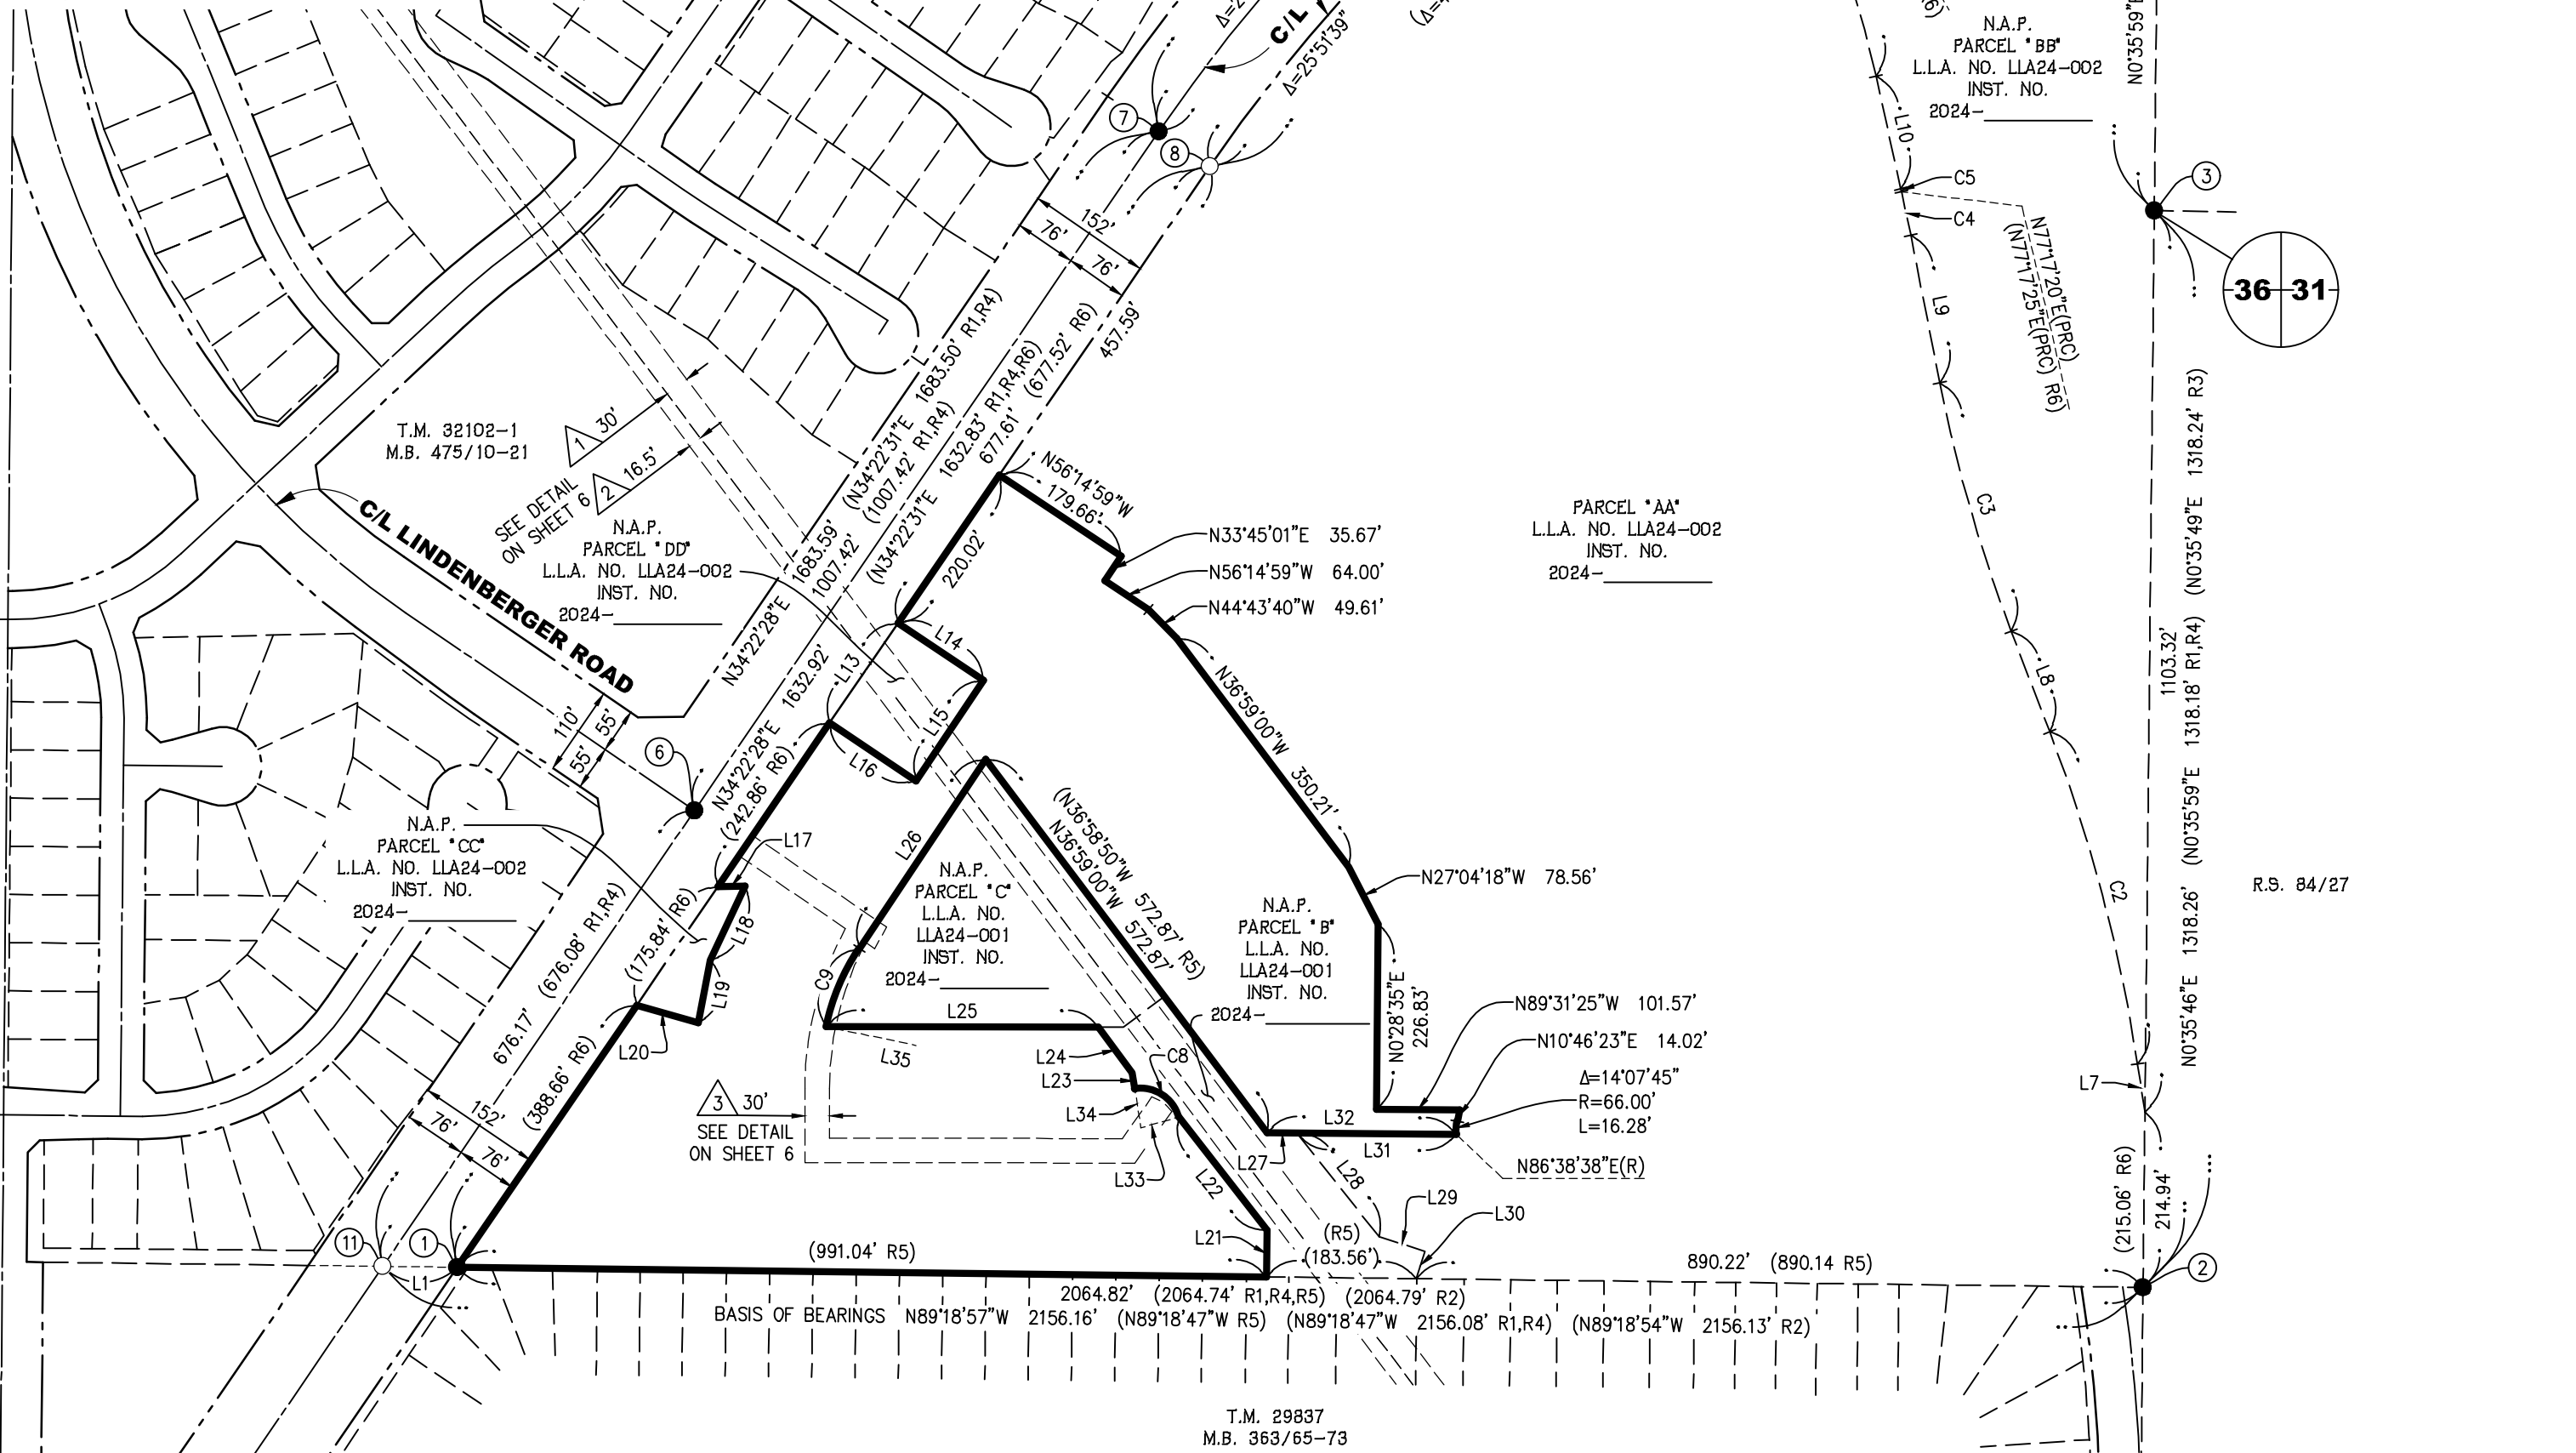 Δ=25°51'39"
C/L
N.A.P.
PARCEL "BB"
L.L.A. NO. LLA24-002
INST. NO.
2024-
N0°35'59"E
7
8
L10
C5
C4
3
36 31
N77°17'20"E(PRC)
(N77°17'25"E(PRC) R6)
152'
76'
76'
457.59'
L9
C3
T.M. 32102-1
M.B. 475/10-21
1 30'
2 16.5'
SEE DETAIL
ON SHEET 6
N.A.P.
PARCEL "DD"
L.L.A. NO. LLA24-002
INST. NO.
2024-
C/L LINDENBERGER ROAD
N34°22'28"E 1683.59' (N34°22'31"E 1683.50' R1,R4)
1007.42' (1007.42' R1,R4)
N34°22'28"E 1632.92' (N34°22'31"E 1632.83' R1,R4,R6)
677.61' (677.52' R6)
220.02'
N56°14'59"W
179.66'
N33°45'01"E 35.67'
N56°14'59"W 64.00'
N44°43'40"W 49.61'
PARCEL "AA"
L.L.A. NO. LLA24-002
INST. NO.
2024-
N36°59'00"W 350.21'
L13
L14
L15
L16
110'
55'
55'
6
(242.86' R6)
L8
1103.32'
N0°35'46"E 1318.26' (N0°35'59"E 1318.18' R1,R4) (N0°35'49"E 1318.24' R3)
R.S. 84/27
C2
N.A.P.
PARCEL "CC"
L.L.A. NO. LLA24-002
INST. NO.
2024-
L17
L18
L19
L20
(175.84' R6)
L26
N.A.P.
PARCEL "C"
L.L.A. NO.
LLA24-001
INST. NO.
2024-
(N36°58'50"W 572.87' R5)
N36°59'00"W 572.87'
N.A.P.
PARCEL "B"
L.L.A. NO.
LLA24-001
INST. NO.
2024-
N27°04'18"W 78.56'
N0°28'35"E
226.83'
N89°31'25"W 101.57'
N10°46'23"E 14.02'
Δ=14°07'45"
R=66.00'
L=16.28'
N86°38'38"E(R)
C9
L25
L35
L24
L23
C8
L34
L33
L22
L21
L32
L31
L27
L28
L29
L30
L7
3 30'
SEE DETAIL
ON SHEET 6
676.17' (676.08' R1,R4)
(388.66' R6)
152'
76'
76'
11
1
L1
(991.04' R5)
(R5)
(183.56')
890.22' (890.14 R5)
(215.06' R6)
214.94'
2
2064.82' (2064.74' R1,R4,R5) (2064.79' R2)
BASIS OF BEARINGS N89°18'57"W 2156.16' (N89°18'47"W R5) (N89°18'47"W 2156.08' R1,R4) (N89°18'54"W 2156.13' R2)
T.M. 29837
M.B. 363/65-73